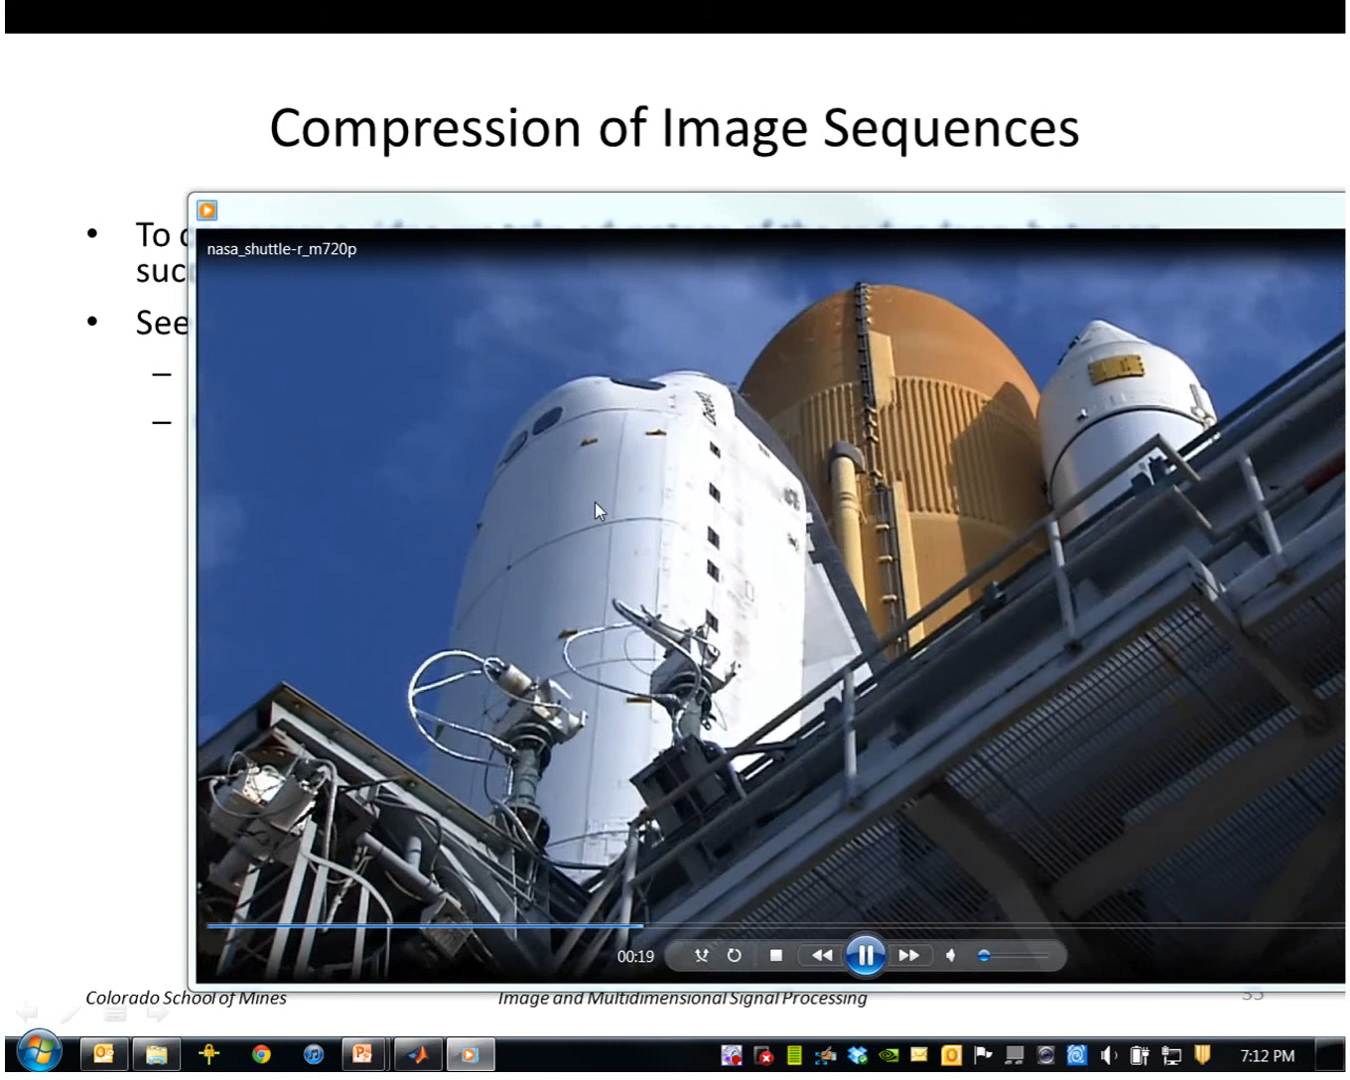 Compression of Image Sequences
• To
suc
• See
–
–
nasa_shuttle-r_m720p
00:19
Colorado School of Mines
Image and Multidimensional Signal Processing
7:12 PM